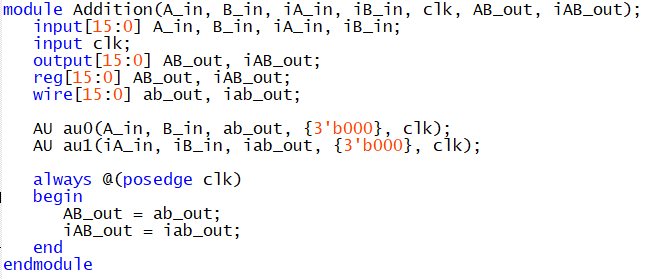 module Addition(A_in, B_in, iA_in, iB_in, clk, AB_out, iAB_out);
input[15:0] A_in, B_in, iA_in, iB_in;
input clk;
output[15:0] AB_out, iAB_out;
reg[15:0] AB_out, iAB_out;
wire[15:0] ab_out, iab_out;
AU au0(A_in, B_in, ab_out, {3'b000}, clk);
AU au1(iA_in, iB_in, iab_out, {3'b000}, clk);
always @(posedge clk)
begin
AB_out = ab_out;
iAB_out = iab_out;
end
endmodule